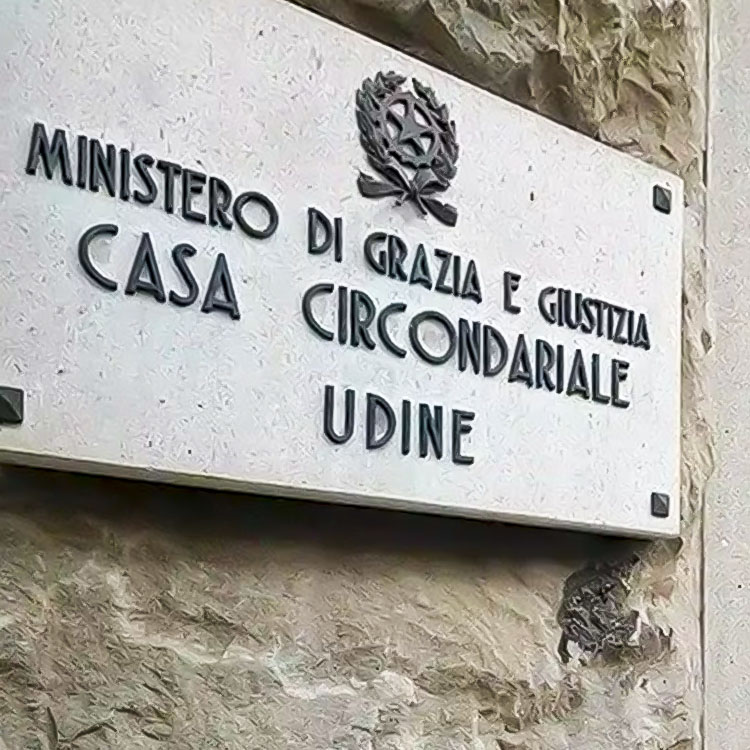 MINISTERO DI GRAZIA E GIUSTIZIA
CASA CIRCONDARIALE
UDINE